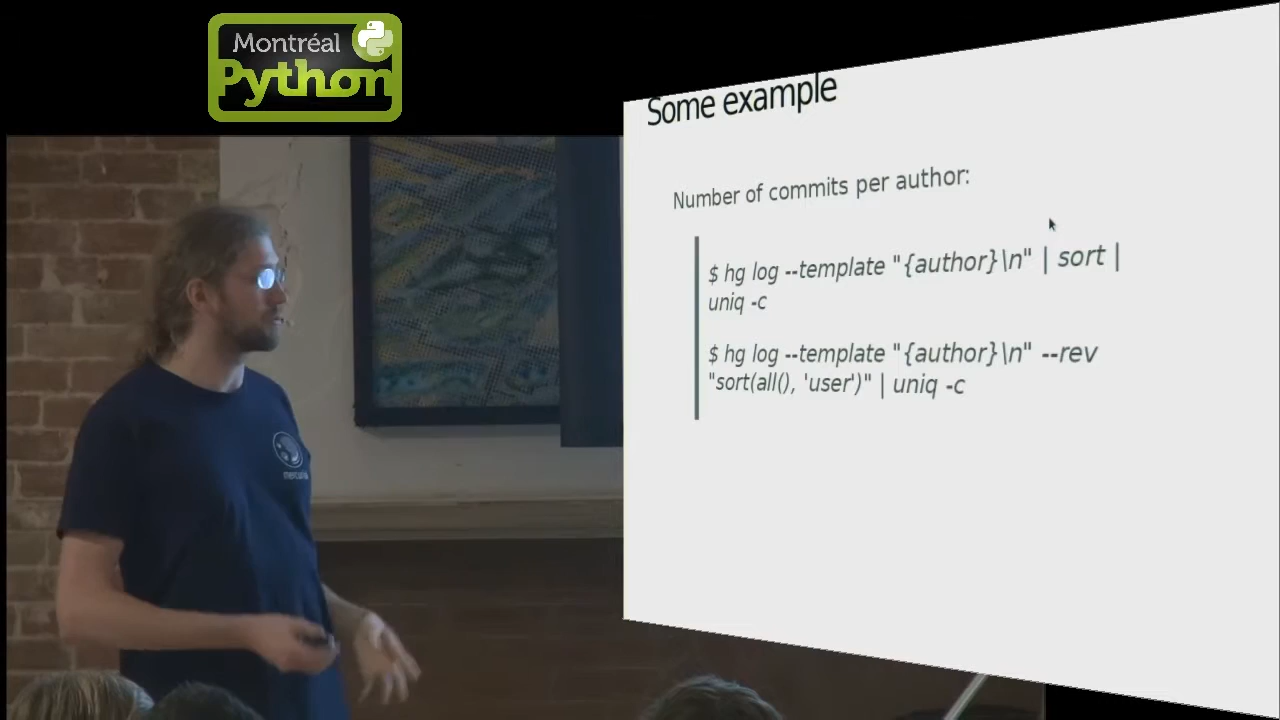 Montréal
Python
Some example
Number of commits per author:
$ hg log --template "{author}\n" | sort |
uniq -c
$ hg log --template "{author}\n" --rev
"sort(all(), 'user')" | uniq -c